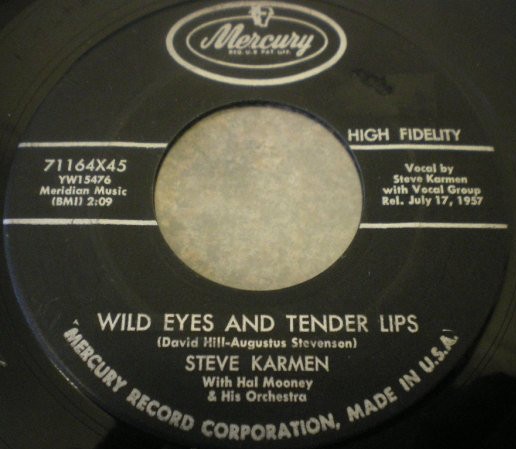 Mercury
REG. U.S. PAT. OFF.
HIGH FIDELITY
71164X45
YW15476
Meridian Music
(BMI) 2:09
Vocal by
Steve Karmen
with Vocal Group
Rel. July 17, 1957
WILD EYES AND TENDER LIPS
(David Hill-Augustus Stevenson)
STEVE KARMEN
With Hal Mooney
& His Orchestra
MERCURY RECORD CORPORATION, MADE IN U.S.A.